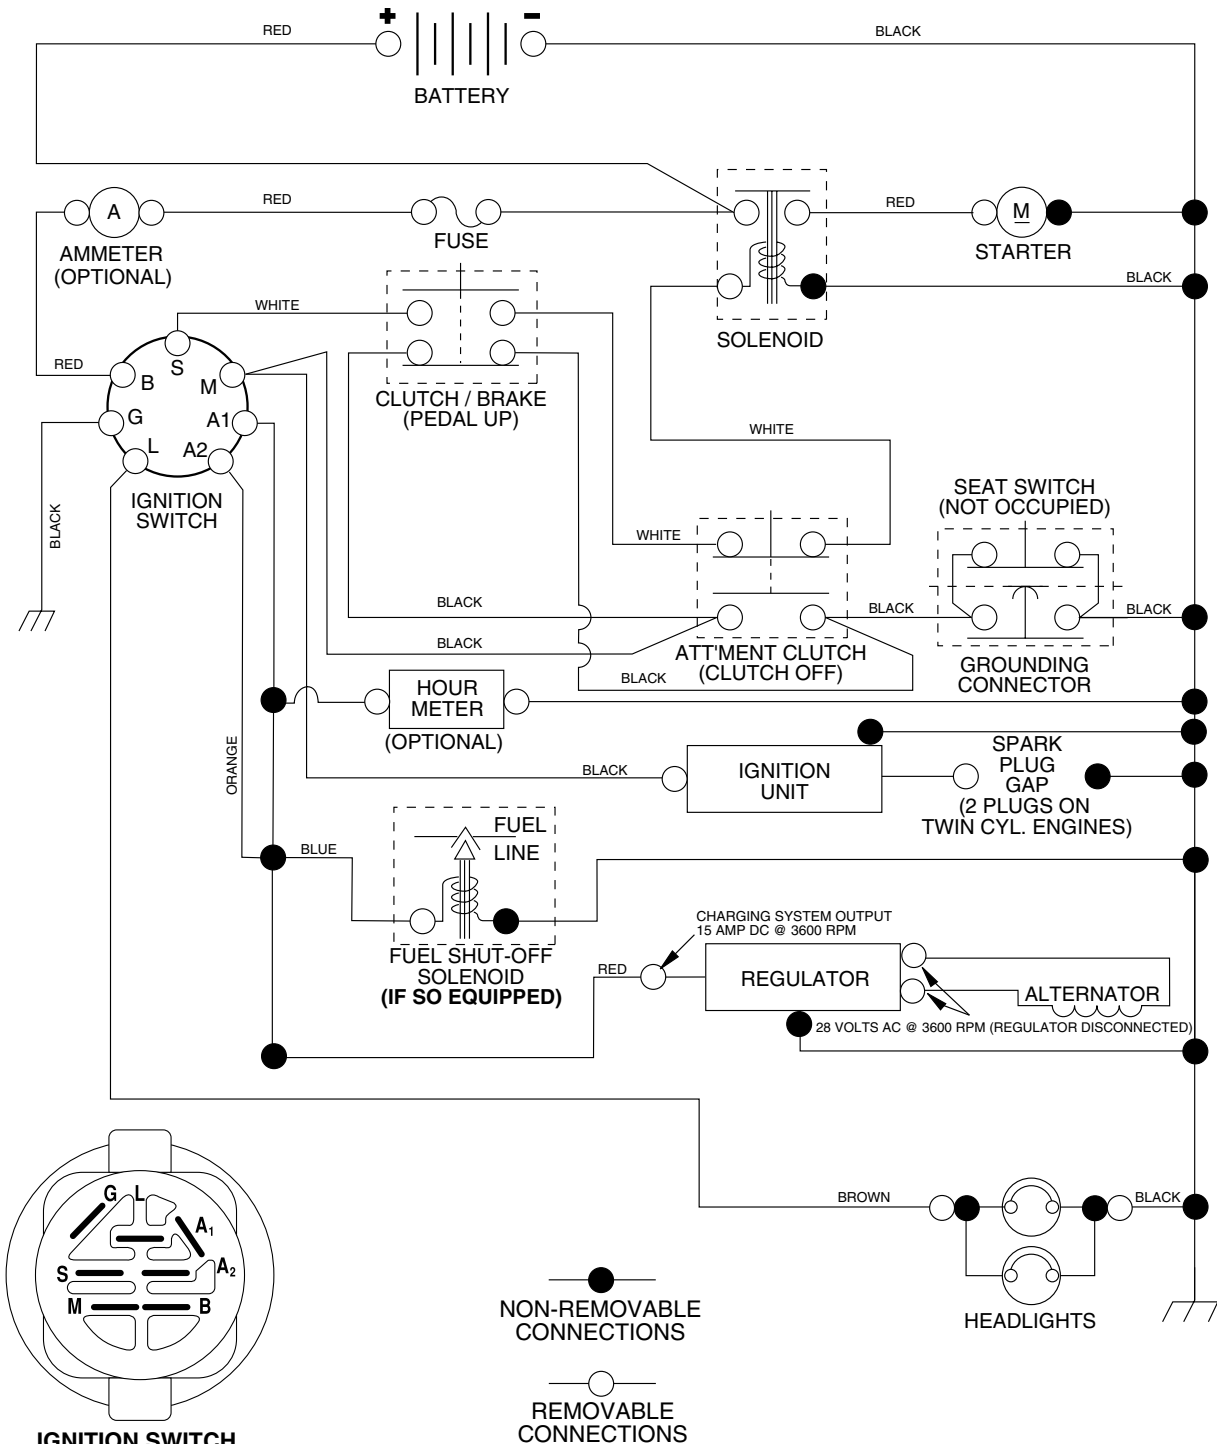 +
−
RED
BLACK
BATTERY
A
RED
RED
M
AMMETER
(OPTIONAL)
FUSE
STARTER
BLACK
WHITE
SOLENOID
RED
S
B
M
CLUTCH / BRAKE
(PEDAL UP)
G
A1
L
A2
WHITE
IGNITION
SWITCH
SEAT SWITCH
(NOT OCCUPIED)
BLACK
WHITE
BLACK
BLACK
BLACK
BLACK
ATT'MENT CLUTCH
(CLUTCH OFF)
GROUNDING
CONNECTOR
BLACK
HOUR
METER
(OPTIONAL)
ORANGE
BLACK
IGNITION
UNIT
SPARK
PLUG
GAP
(2 PLUGS ON
TWIN CYL. ENGINES)
FUEL
LINE
BLUE
CHARGING SYSTEM OUTPUT
15 AMP DC @ 3600 RPM
FUEL SHUT-OFF
SOLENOID
(IF SO EQUIPPED)
RED
REGULATOR
ALTERNATOR
28 VOLTS AC @ 3600 RPM (REGULATOR DISCONNECTED)
G L
A1
S
A2
M
B
BROWN
BLACK
HEADLIGHTS
NON-REMOVABLE
CONNECTIONS
REMOVABLE
CONNECTIONS
IGNITION SWITCH